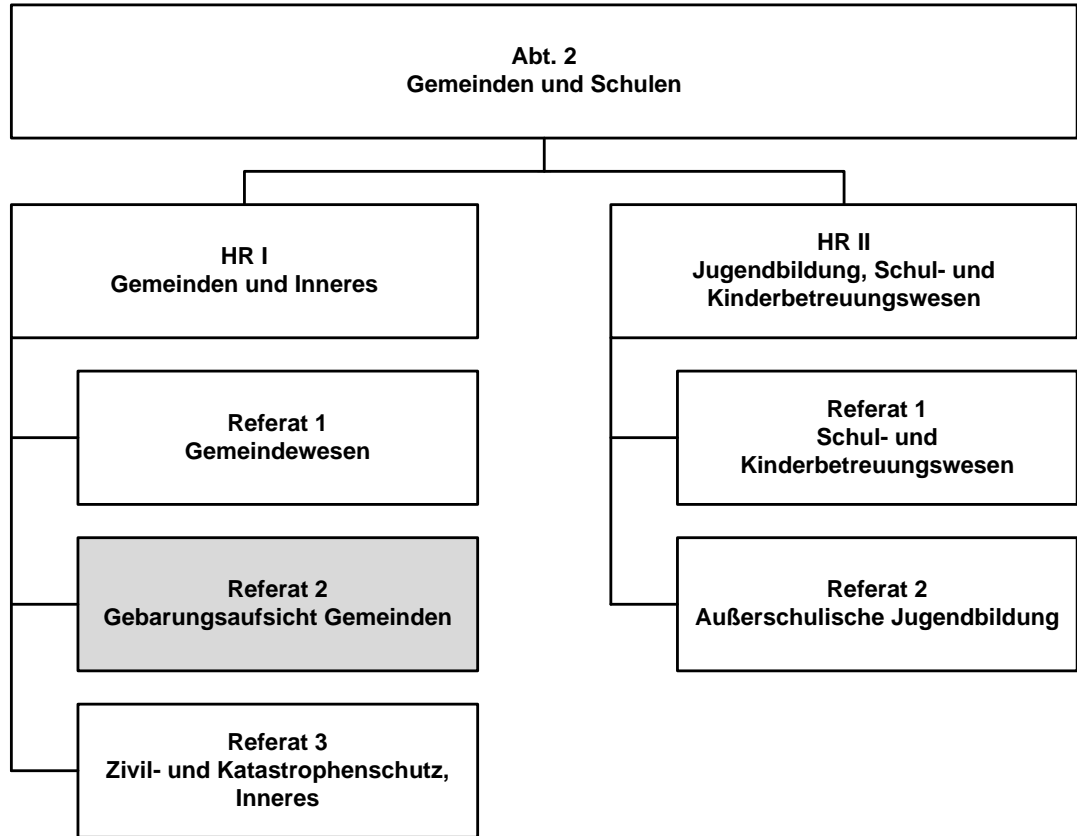 Abt. 2
Gemeinden und Schulen
HR I
Gemeinden und Inneres
Referat 1
Gemeindewesen
Referat 2
Gebarungsaufsicht Gemeinden
Referat 3
Zivil- und Katastrophenschutz,
Inneres
HR II
Jugendbildung, Schul- und
Kinderbetreuungswesen
Referat 1
Schul- und
Kinderbetreuungswesen
Referat 2
Außerschulische Jugendbildung